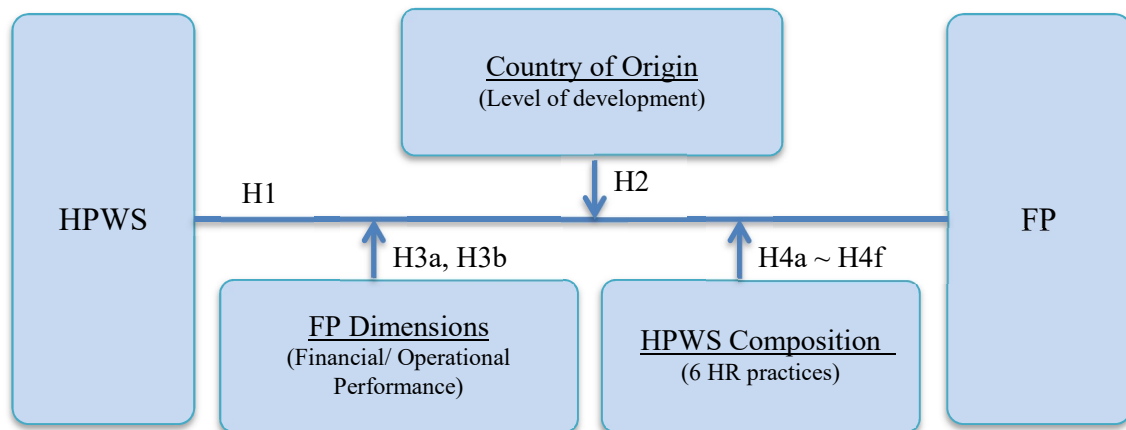 Country of Origin
(Level of development)
H1
H2
HPWS
FP
H3a, H3b
H4a ~ H4f
FP Dimensions
(Financial/ Operational
Performance)
HPWS Composition
(6 HR practices)